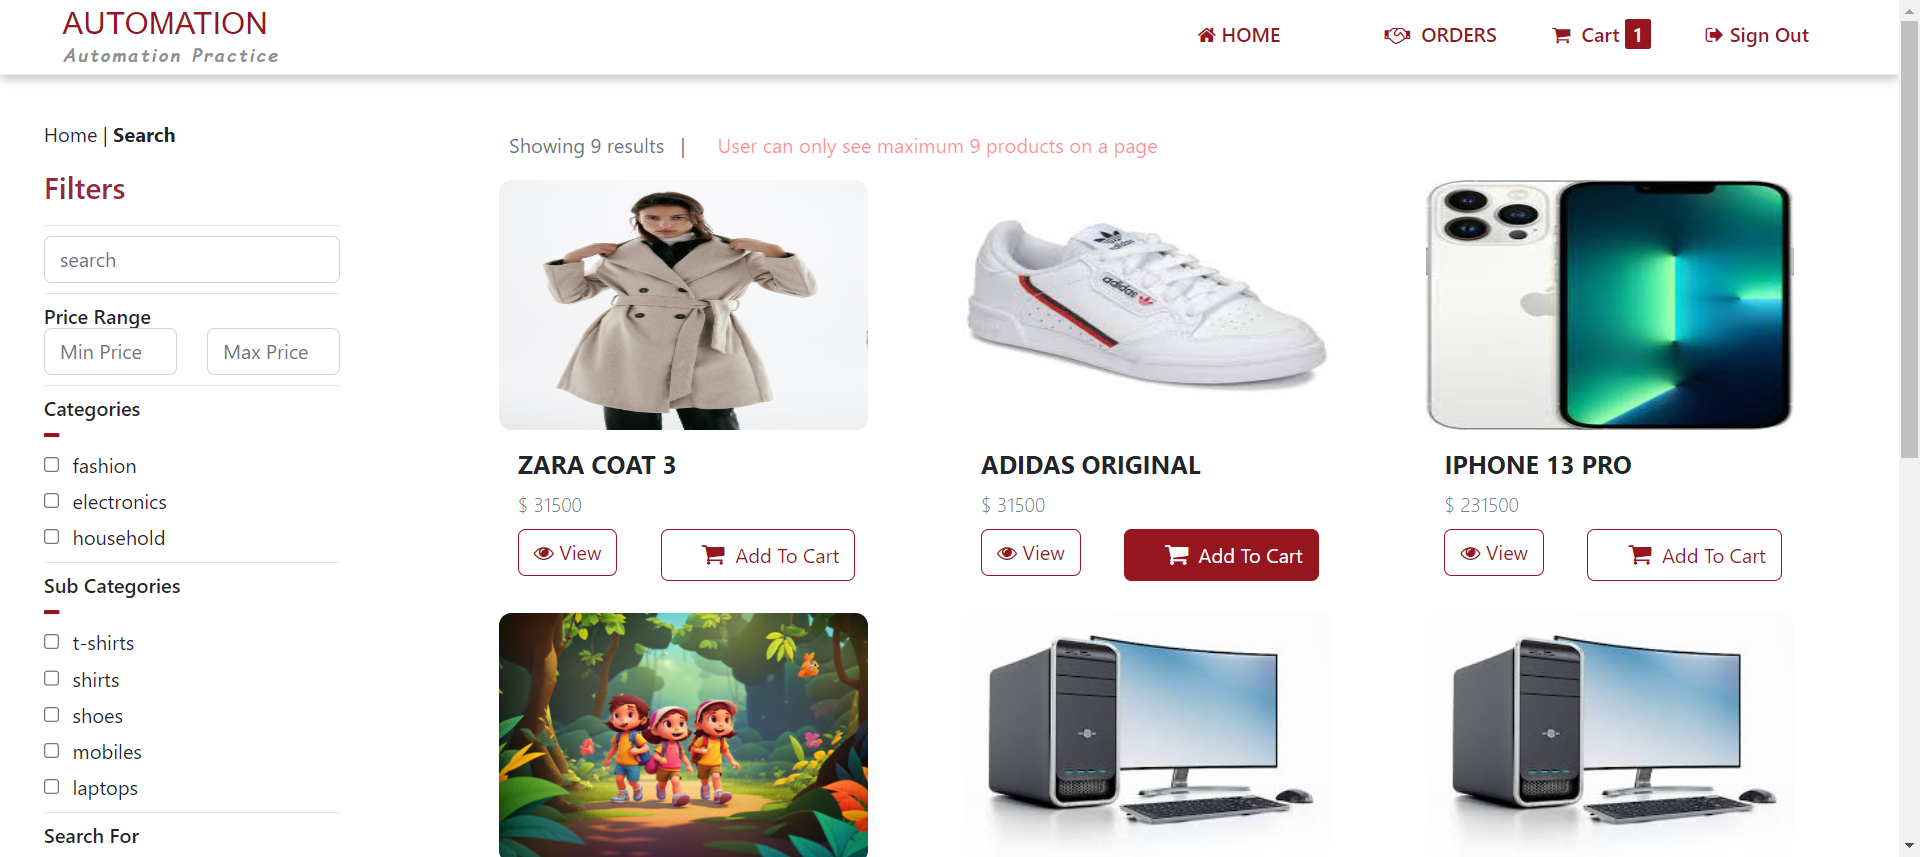 AUTOMATION
Automation Practice
HOME
ORDERS
Cart 1
Sign Out
Home | Search
Showing 9 results |
User can only see maximum 9 products on a page
Filters
search
Price Range
Min Price
Max Price
Categories
fashion
electronics
household
Sub Categories
t-shirts
shirts
shoes
mobiles
laptops
Search For
adidas
adidas
ZARA COAT 3
$ 31500
View
Add To Cart
ADIDAS ORIGINAL
$ 31500
View
Add To Cart
IPHONE 13 PRO
$ 231500
View
Add To Cart